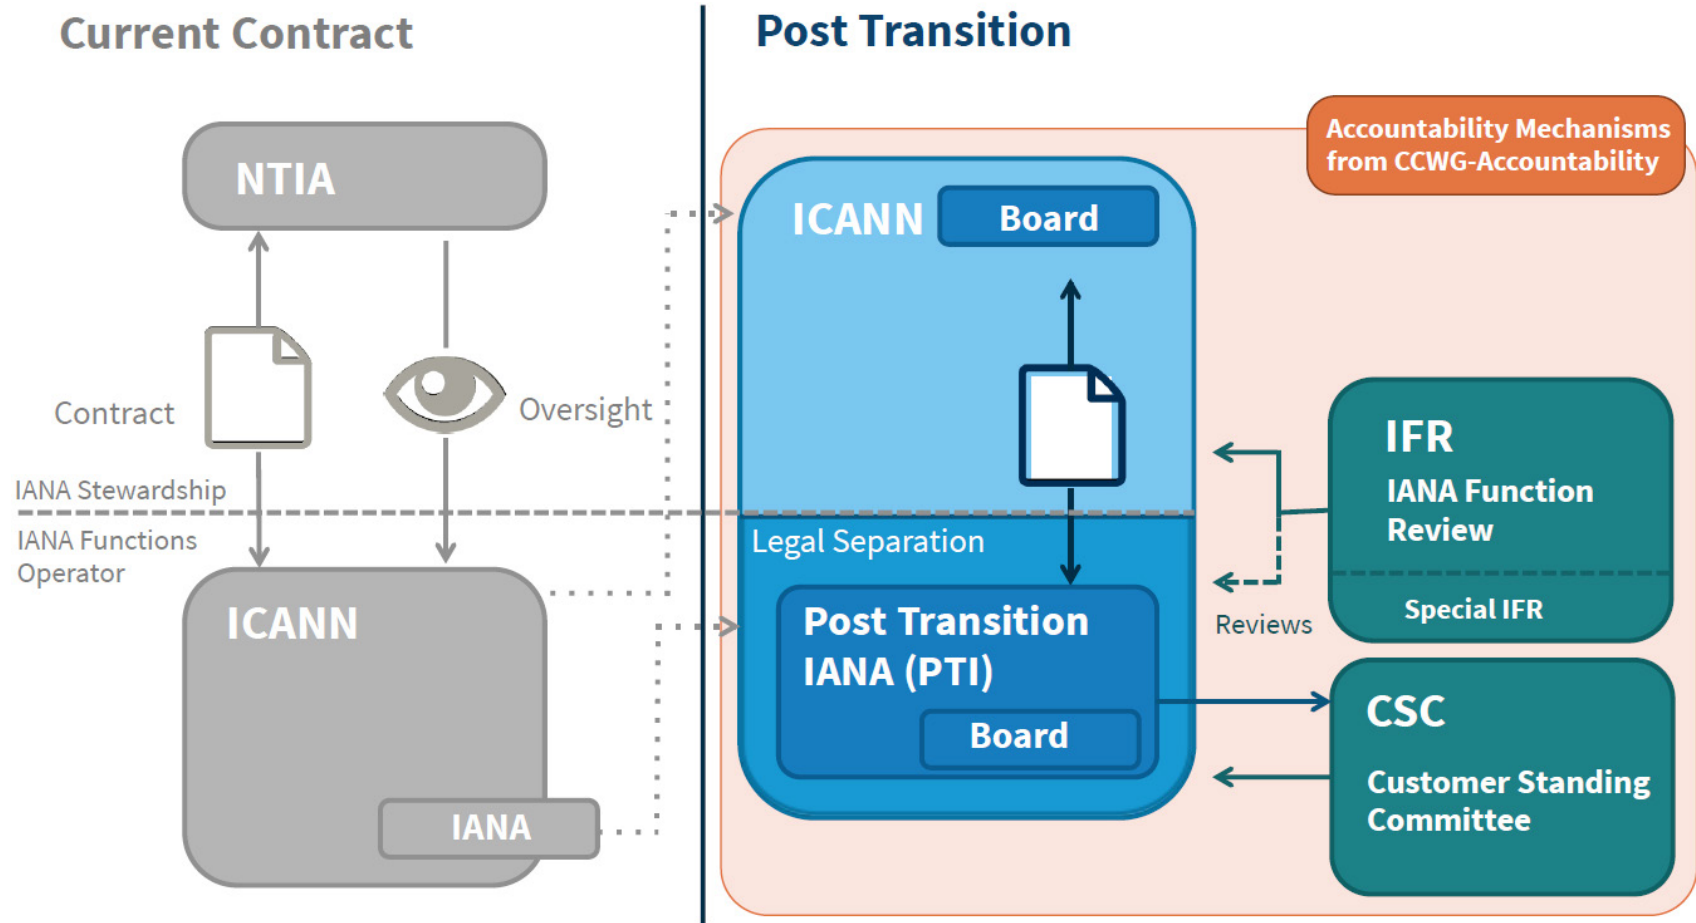 Current Contract
NTIA
Contract
Oversight
IANA Stewardship
IANA Functions
Operator
ICANN
IANA
Post Transition
Accountability Mechanisms
from CCWG-Accountability
ICANN
Board
Legal Separation
Post Transition
IANA (PTI)
Board
IFR
IANA Function
Review
Special IFR
Reviews
CSC
Customer Standing
Committee